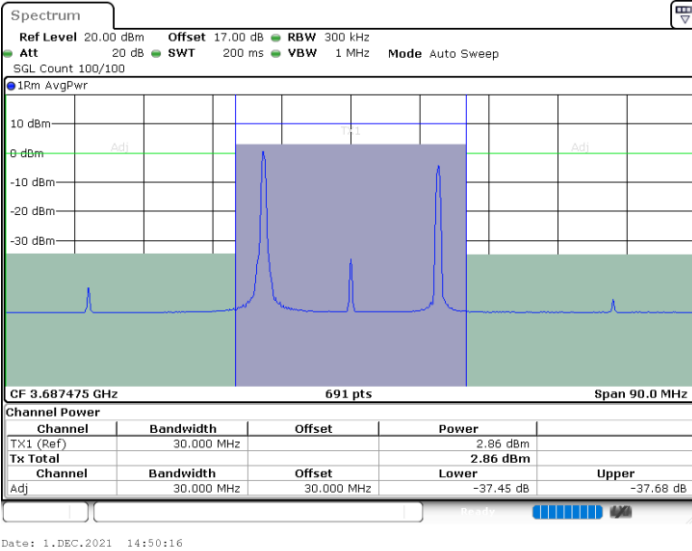 Spectrum
Ref Level 20.00 dBm Offset 17.00 dB RBW 300 kHz
Att 20 dB SWT 200 ms VBW 1 MHz Mode Auto Sweep
SGL Count 100/100
1Rm AvgPwr
10 dBm
TX1
Adj
Adj
0 dBm
-10 dBm
-20 dBm
-30 dBm
CF 3.687475 GHz 691 pts Span 90.0 MHz
Channel Power
Channel Bandwidth Offset Power
TX1 (Ref) 30.000 MHz 2.86 dBm
Tx Total 2.86 dBm
Channel Bandwidth Offset Lower Upper
Adj 30.000 MHz 30.000 MHz -37.45 dB -37.68 dB
Ready
Date: 1.DEC.2021 14:50:16